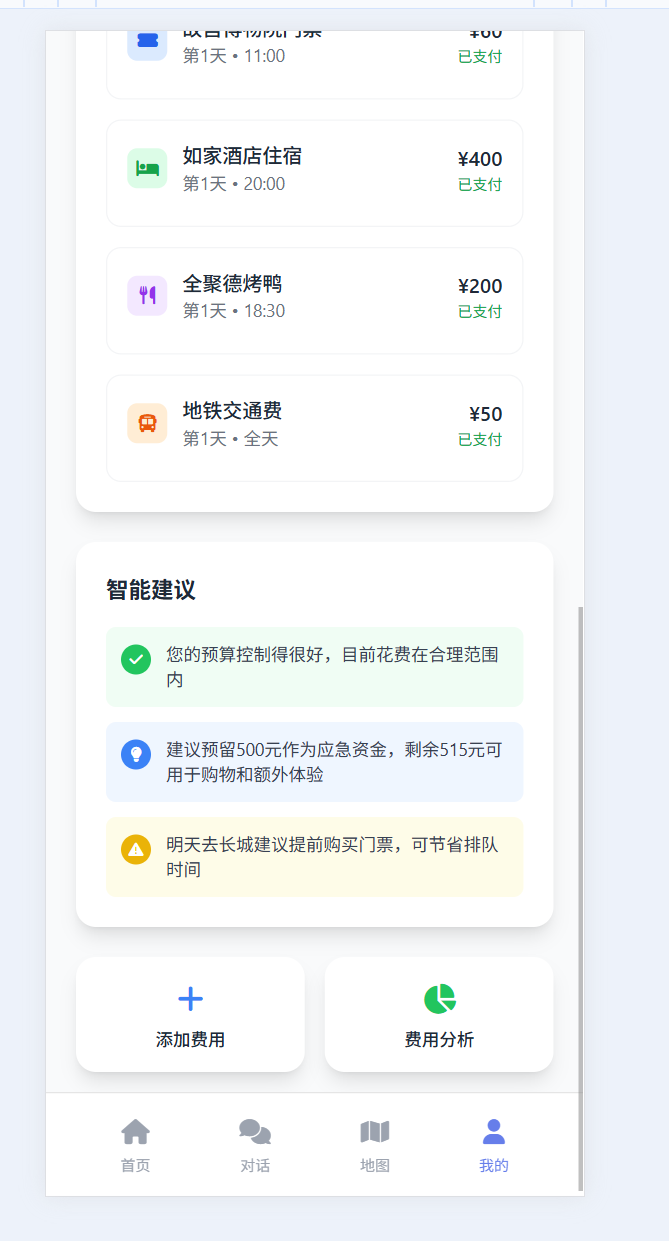 故宫博物院门票
¥60
第1天 • 11:00
已支付
如家酒店住宿
¥400
第1天 • 20:00
已支付
全聚德烤鸭
¥200
第1天 • 18:30
已支付
地铁交通费
¥50
第1天 • 全天
已支付
智能建议
您的预算控制得很好，目前花费在合理范围
内
建议预留500元作为应急资金，剩余515元可
用于购物和额外体验
明天去长城建议提前购买门票，可节省排队
时间
添加费用
费用分析
首页
对话
地图
我的